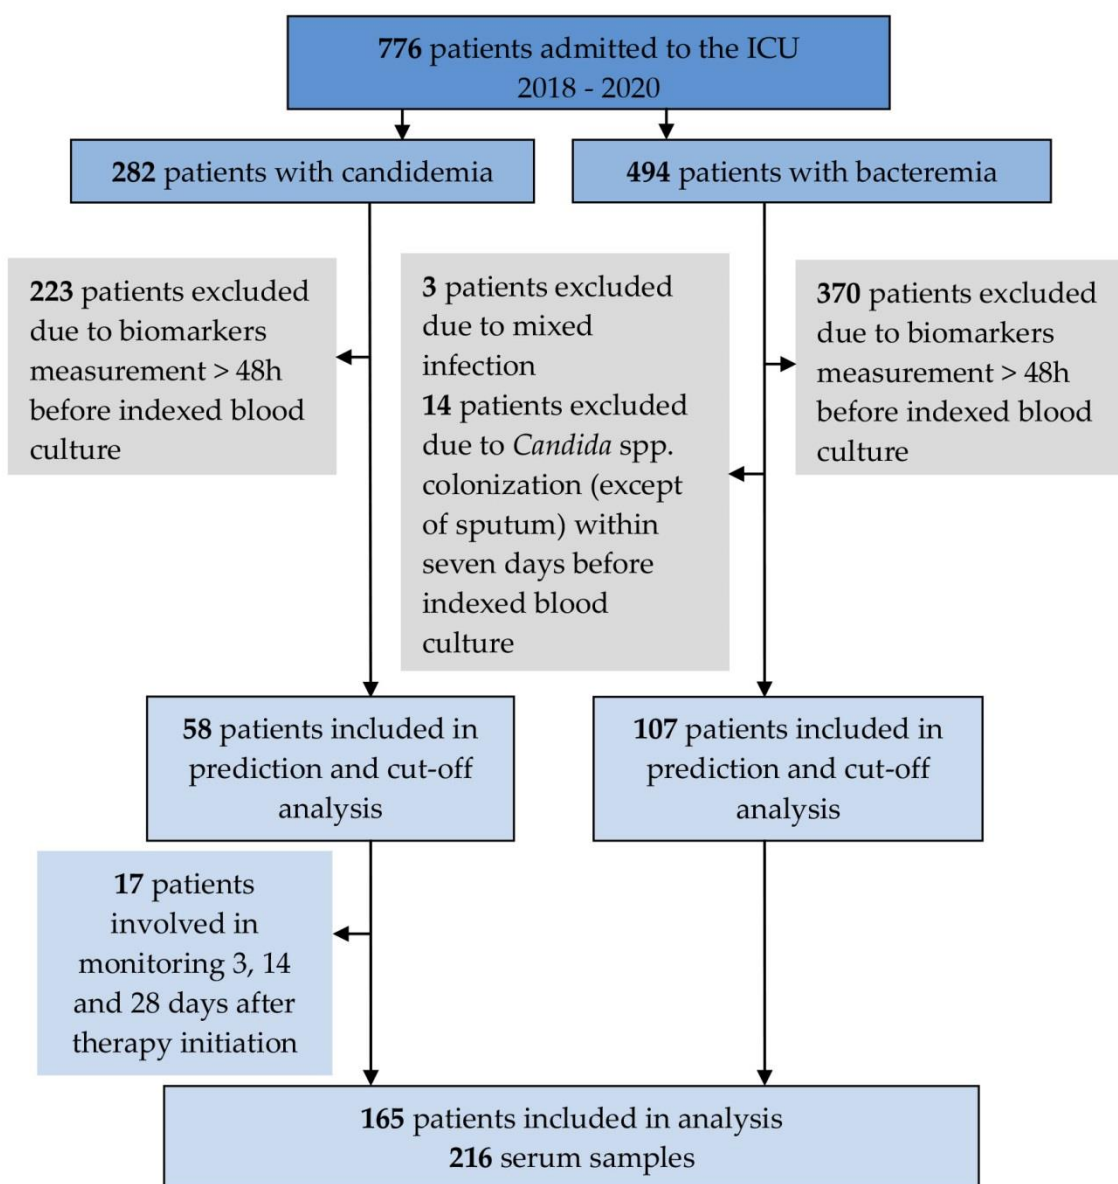 776 patients admitted to the ICU
2018 - 2020
282 patients with candidemia
494 patients with bacteremia
223 patients excluded
due to biomarkers
measurement > 48h
before indexed blood
culture
3 patients excluded
due to mixed
infection
14 patients excluded
due to Candida spp.
colonization (except
of sputum) within
seven days before
indexed blood
culture
370 patients excluded
due to biomarkers
measurement > 48h
before indexed blood
culture
58 patients included in
prediction and cut-off
analysis
107 patients included in
prediction and cut-off
analysis
17 patients
involved in
monitoring 3, 14
and 28 days after
therapy initiation
165 patients included in analysis
216 serum samples